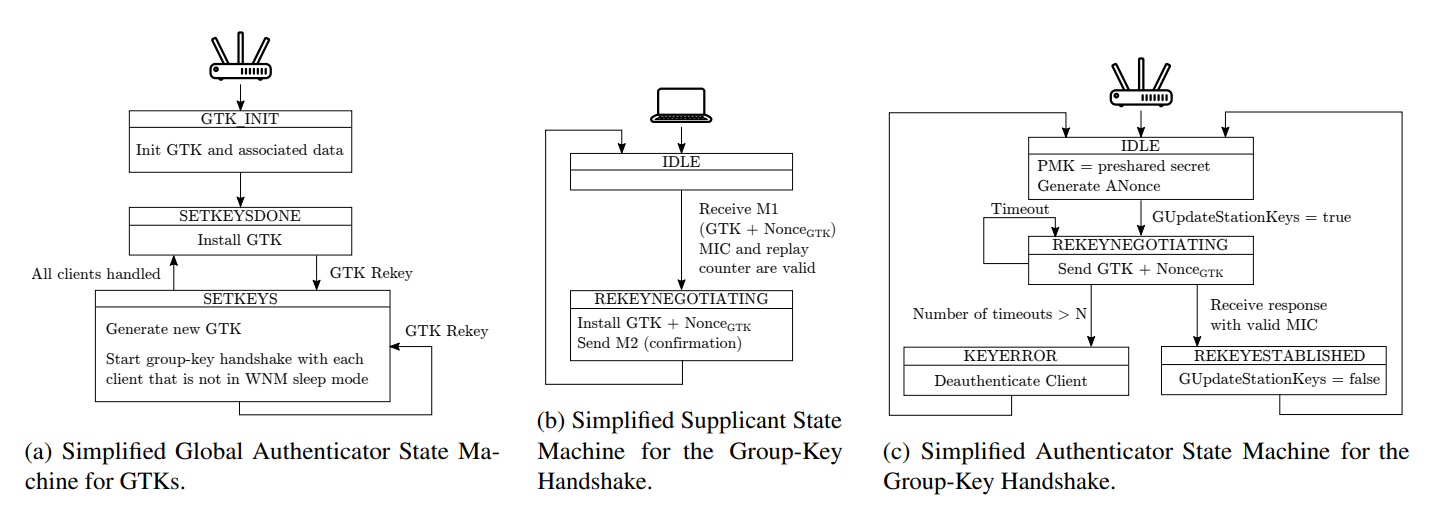 GTK_INIT
Init GTK and associated data
SETKEYSDONE
Install GTK
All clients handled
GTK Rekey
SETKEYS
Generate new GTK
GTK Rekey
Start group-key handshake with each
client that is not in WNM sleep mode
(a) Simplified Global Authenticator State Ma-
chine for GTKs.
IDLE
Receive M1
(GTK + Nonce_GTK)
MIC and replay
counter are valid
REKEYNEGOTIATING
Install GTK + Nonce_GTK
Send M2 (confirmation)
(b) Simplified Supplicant State
Machine for the Group-Key
Handshake.
IDLE
PMK = preshared secret
Generate ANonce
Timeout
GUpdateStationKeys = true
REKEYNEGOTIATING
Send GTK + Nonce_GTK
Number of timeouts > N
Receive response
with valid MIC
KEYERROR
Deauthenticate Client
REKEYESTABLISHED
GUpdateStationKeys = false
(c) Simplified Authenticator State Machine for the
Group-Key Handshake.